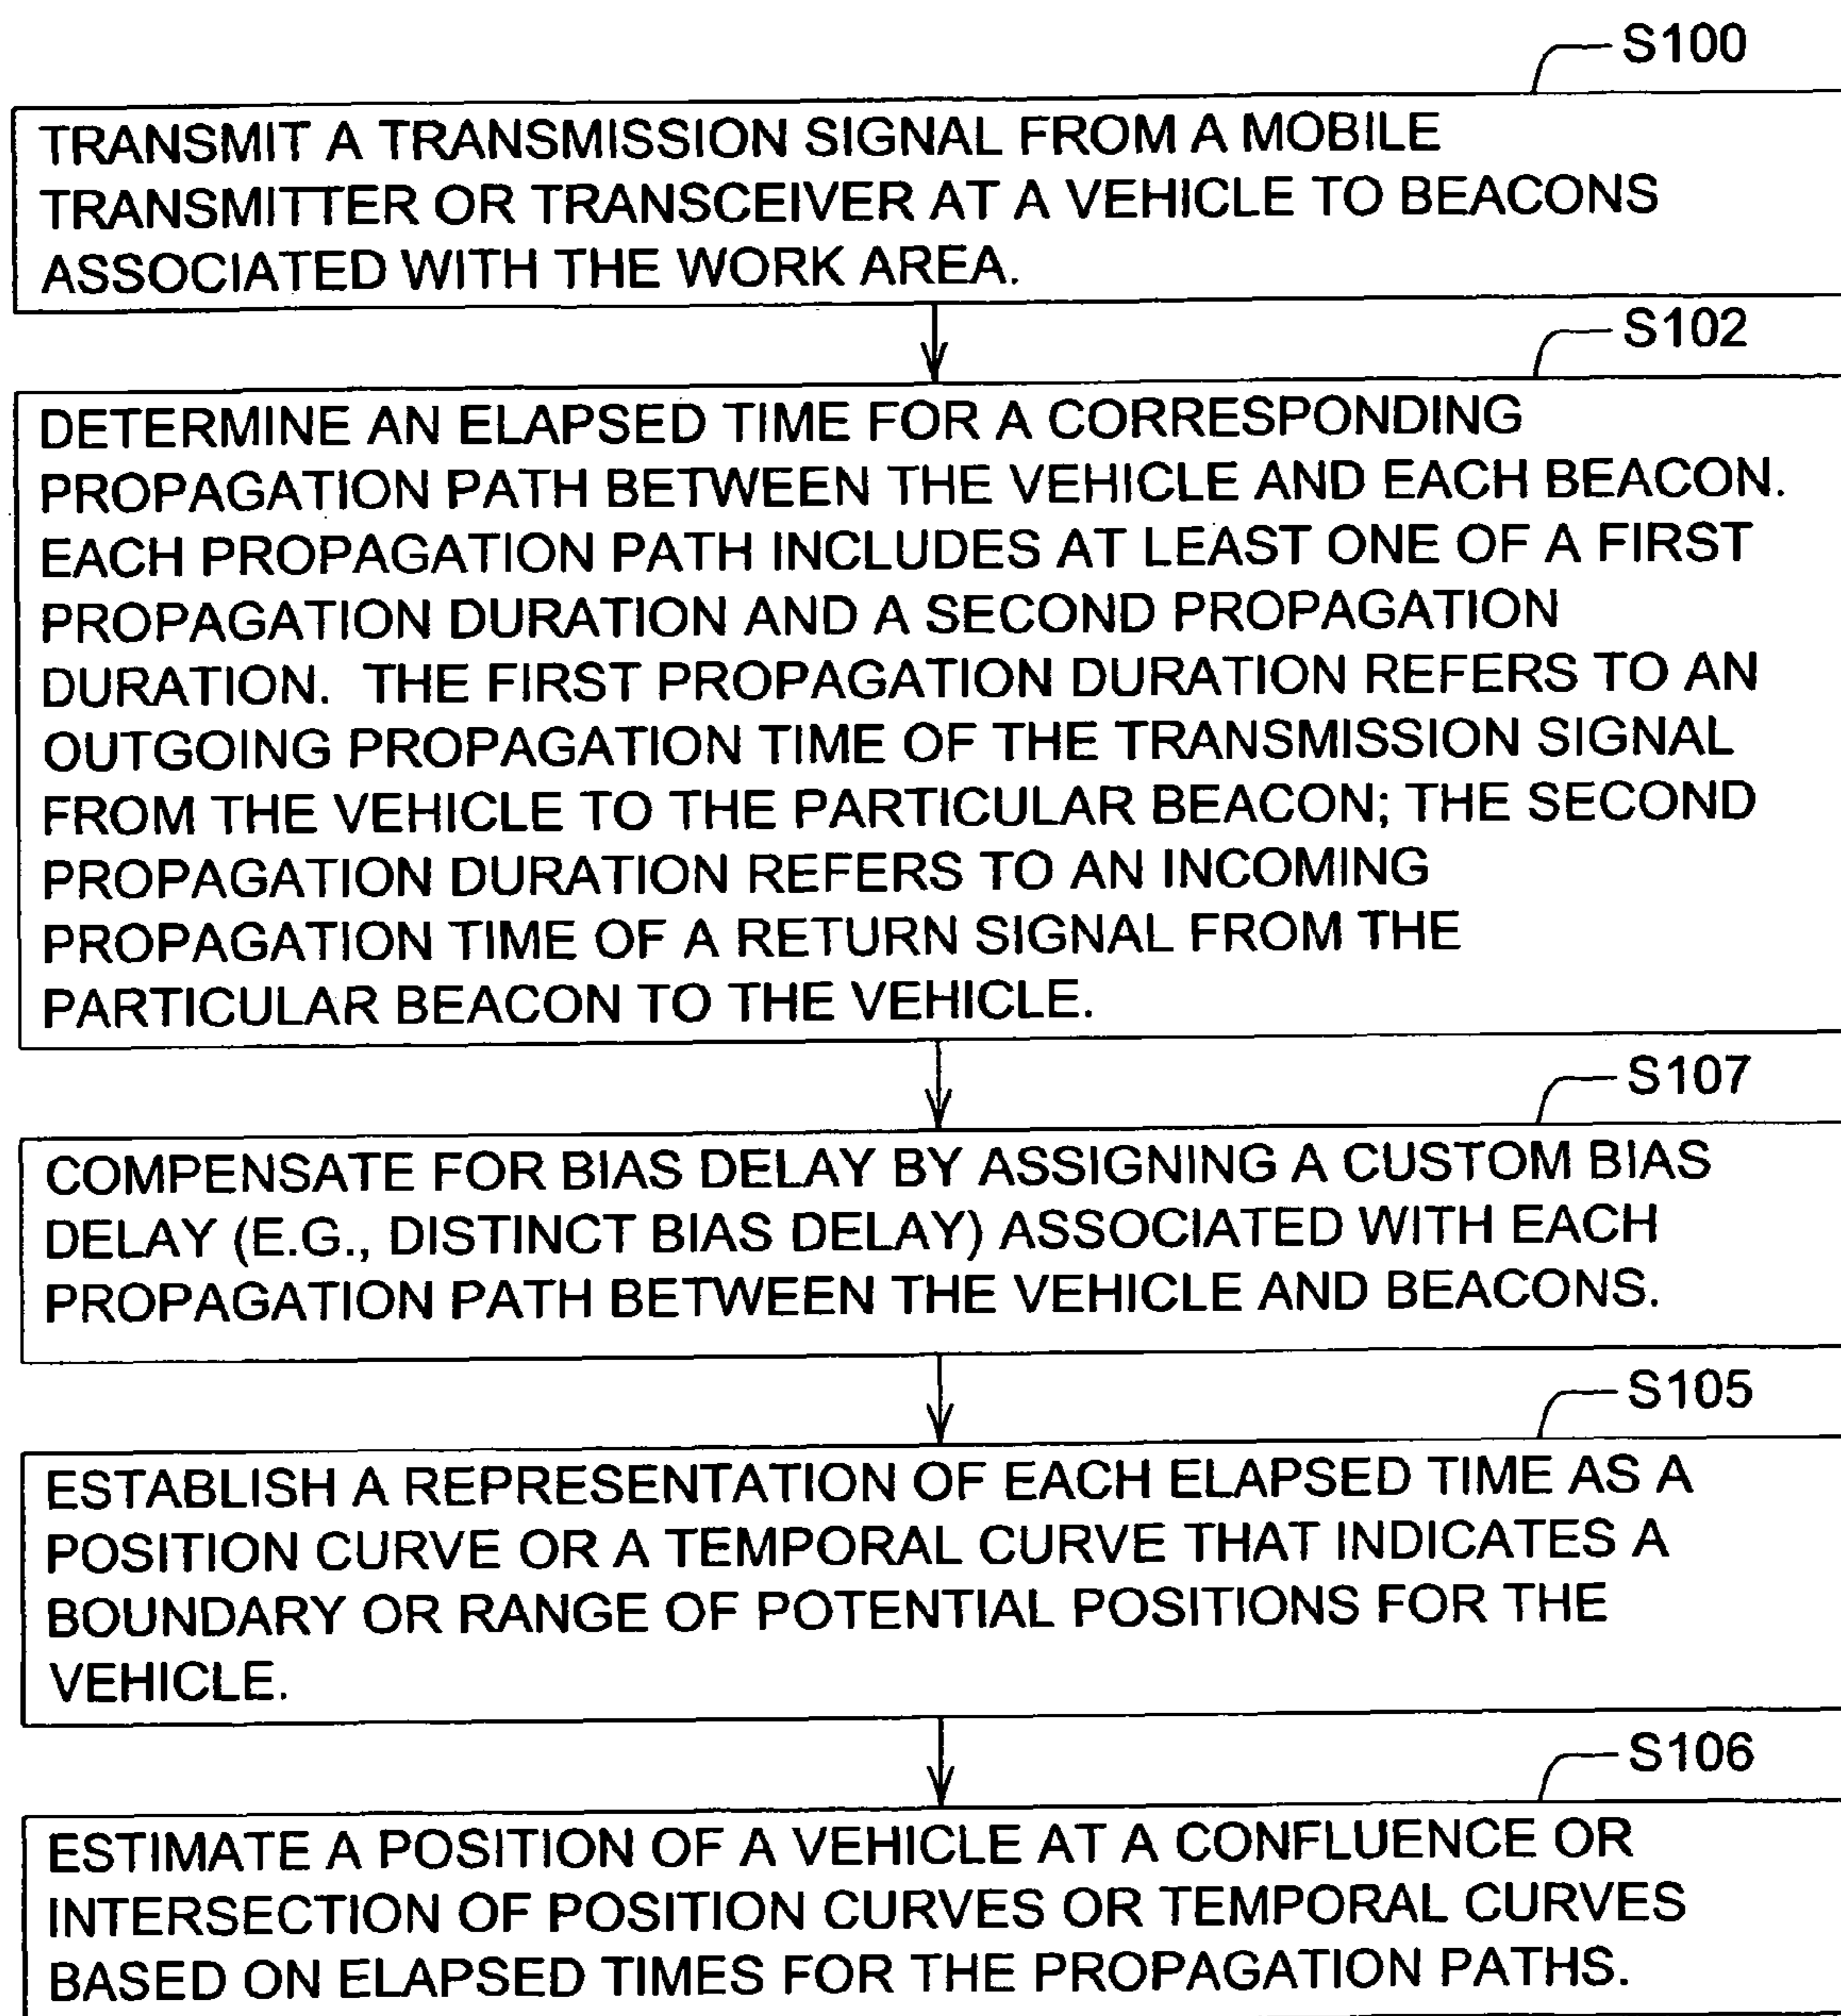 S100
TRANSMIT A TRANSMISSION SIGNAL FROM A MOBILE
TRANSMITTER OR TRANSCEIVER AT A VEHICLE TO BEACONS
ASSOCIATED WITH THE WORK AREA.
S102
DETERMINE AN ELAPSED TIME FOR A CORRESPONDING
PROPAGATION PATH BETWEEN THE VEHICLE AND EACH BEACON.
EACH PROPAGATION PATH INCLUDES AT LEAST ONE OF A FIRST
PROPAGATION DURATION AND A SECOND PROPAGATION
DURATION. THE FIRST PROPAGATION DURATION REFERS TO AN
OUTGOING PROPAGATION TIME OF THE TRANSMISSION SIGNAL
FROM THE VEHICLE TO THE PARTICULAR BEACON; THE SECOND
PROPAGATION DURATION REFERS TO AN INCOMING
PROPAGATION TIME OF A RETURN SIGNAL FROM THE
PARTICULAR BEACON TO THE VEHICLE.
S107
COMPENSATE FOR BIAS DELAY BY ASSIGNING A CUSTOM BIAS
DELAY (E.G., DISTINCT BIAS DELAY) ASSOCIATED WITH EACH
PROPAGATION PATH BETWEEN THE VEHICLE AND BEACONS.
S105
ESTABLISH A REPRESENTATION OF EACH ELAPSED TIME AS A
POSITION CURVE OR A TEMPORAL CURVE THAT INDICATES A
BOUNDARY OR RANGE OF POTENTIAL POSITIONS FOR THE
VEHICLE.
S106
ESTIMATE A POSITION OF A VEHICLE AT A CONFLUENCE OR
INTERSECTION OF POSITION CURVES OR TEMPORAL CURVES
BASED ON ELAPSED TIMES FOR THE PROPAGATION PATHS.